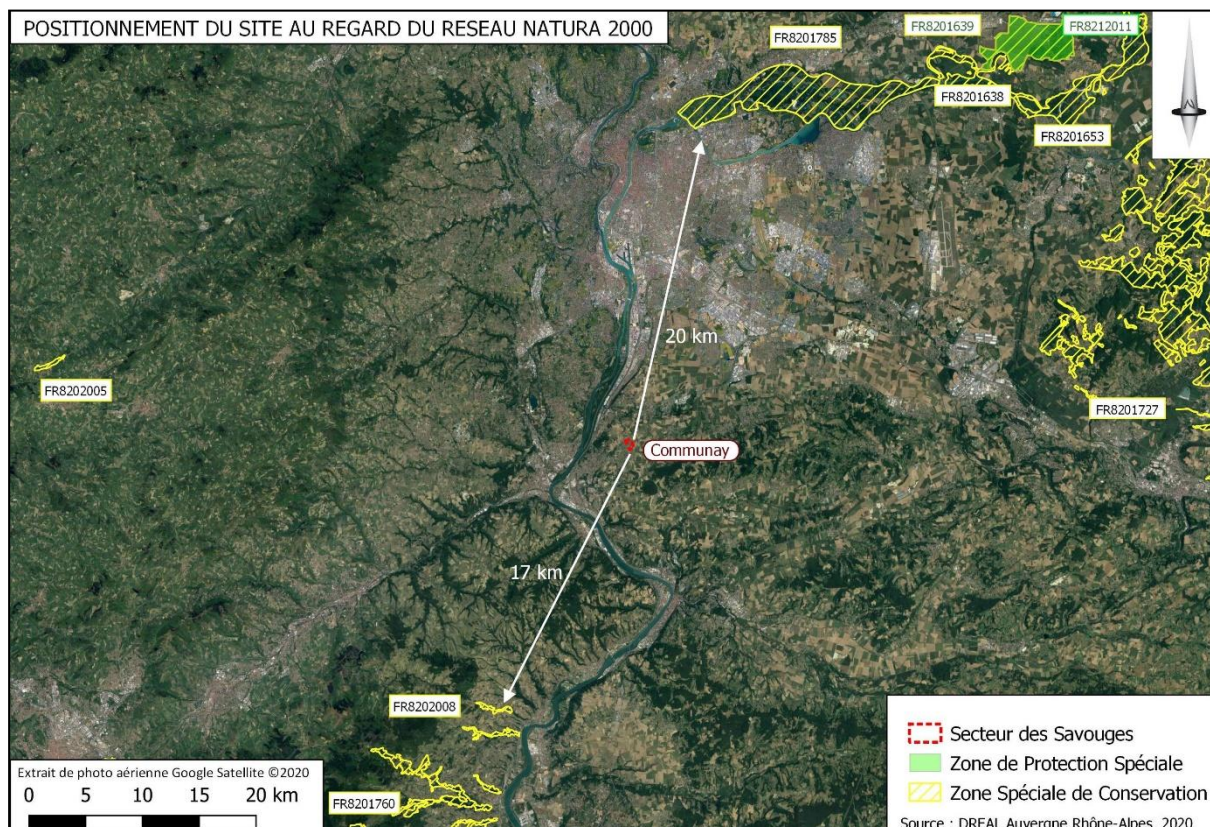 POSITIONNEMENT DU SITE AU REGARD DU RESEAU NATURA 2000
FR8201785
FR8201639
FR8212011
FR8201638
FR8201653
20 km
FR8202005
FR8201727
Communay
17 km
FR8202008
FR8201760
Secteur des Savouges
Zone de Protection Spéciale
Zone Spéciale de Conservation
Source : DREAL Auvergne Rhône-Alpes, 2020
Extrait de photo aérienne Google Satellite ©2020
0 5 10 15 20 km